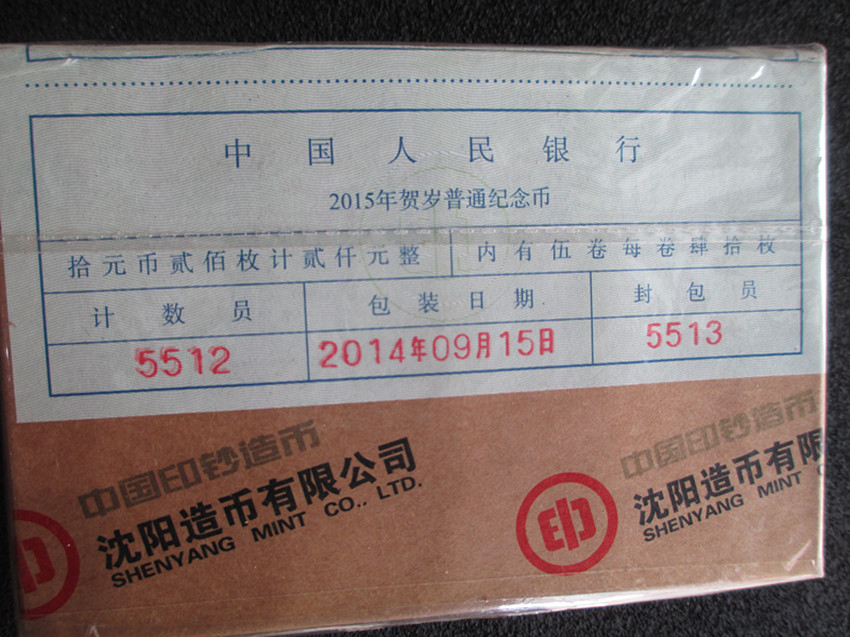 中国人民银行
2015年贺岁普通纪念币
拾元币贰佰枚计贰仟元整 内有伍卷每卷肆拾枚
计数员 包装日期 封包员
5512 2014年09月15日 5513
中国印钞造币 中国印钞造币
沈阳造币有限公司 沈阳造币有限
SHENYANG MINT CO., LTD. SHENYANG MINT C